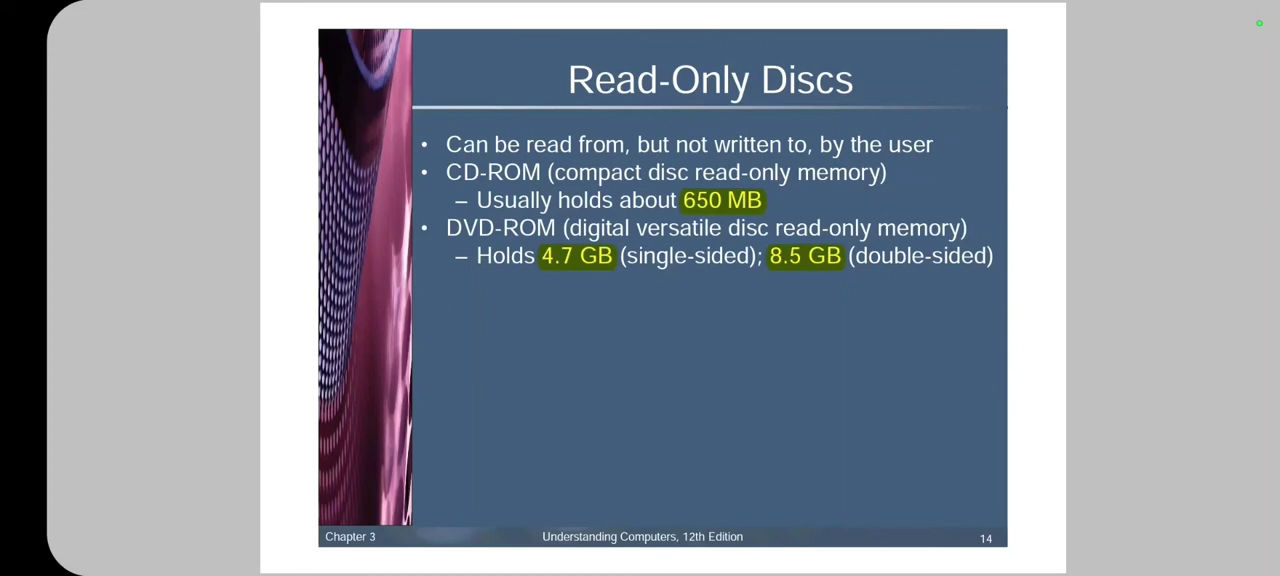 Read-Only Discs
• Can be read from, but not written to, by the user
• CD-ROM (compact disc read-only memory)
– Usually holds about 650 MB
• DVD-ROM (digital versatile disc read-only memory)
– Holds 4.7 GB (single-sided); 8.5 GB (double-sided)
Chapter 3
Understanding Computers, 12th Edition
14